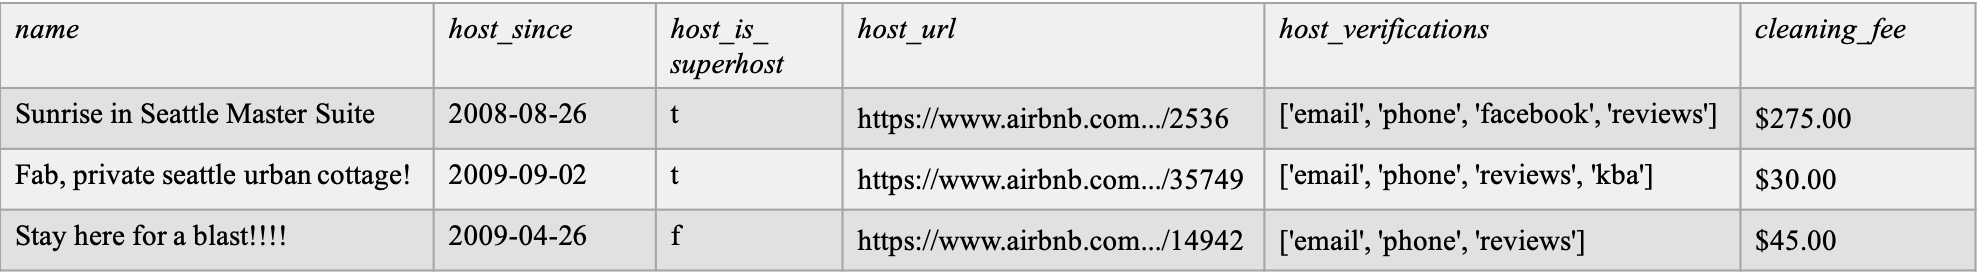 name host_since host_is_ host_url host_verifications cleaning_fee
superhost
Sunrise in Seattle Master Suite 2008-08-26 t https://www.airbnb.com.../2536 ['email', 'phone', 'facebook', 'reviews'] $275.00
Fab, private seattle urban cottage! 2009-09-02 t https://www.airbnb.com.../35749 ['email', 'phone', 'reviews', 'kba'] $30.00
Stay here for a blast!!!! 2009-04-26 f https://www.airbnb.com.../14942 ['email', 'phone', 'reviews'] $45.00